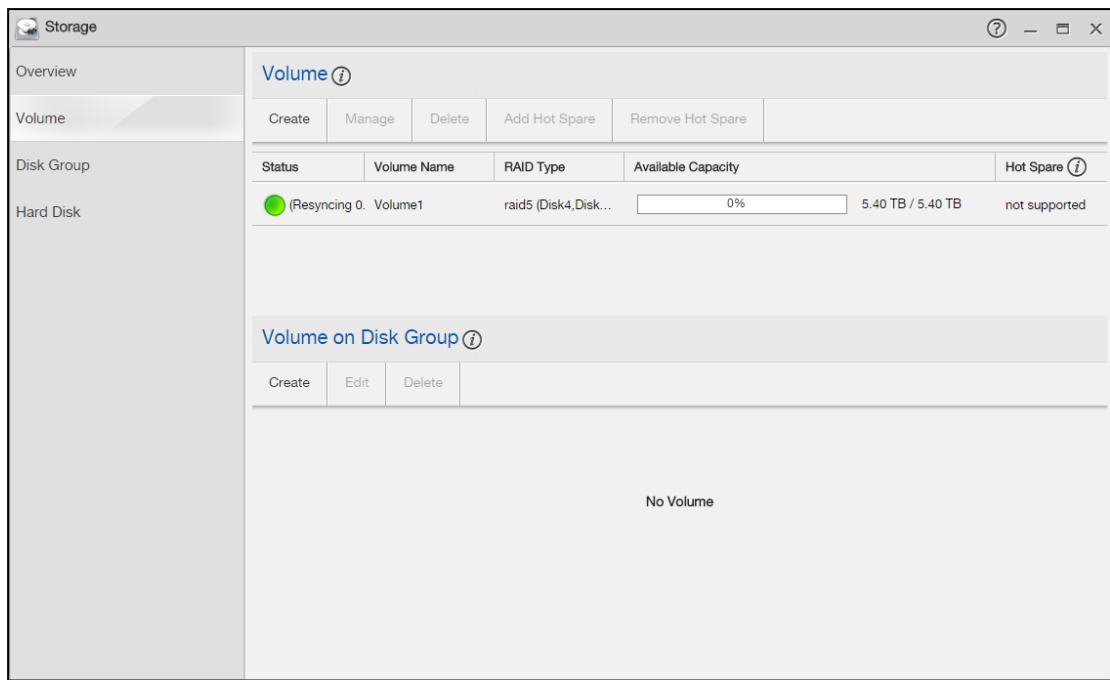 Storage
Overview
Volume
Disk Group
Hard Disk
Volume
Create Manage Delete Add Hot Spare Remove Hot Spare
Status Volume Name RAID Type Available Capacity Hot Spare
(Resyncing 0. Volume1 raid5 (Disk4,Disk... 0% 5.40 TB / 5.40 TB not supported
Volume on Disk Group
Create Edit Delete
No Volume